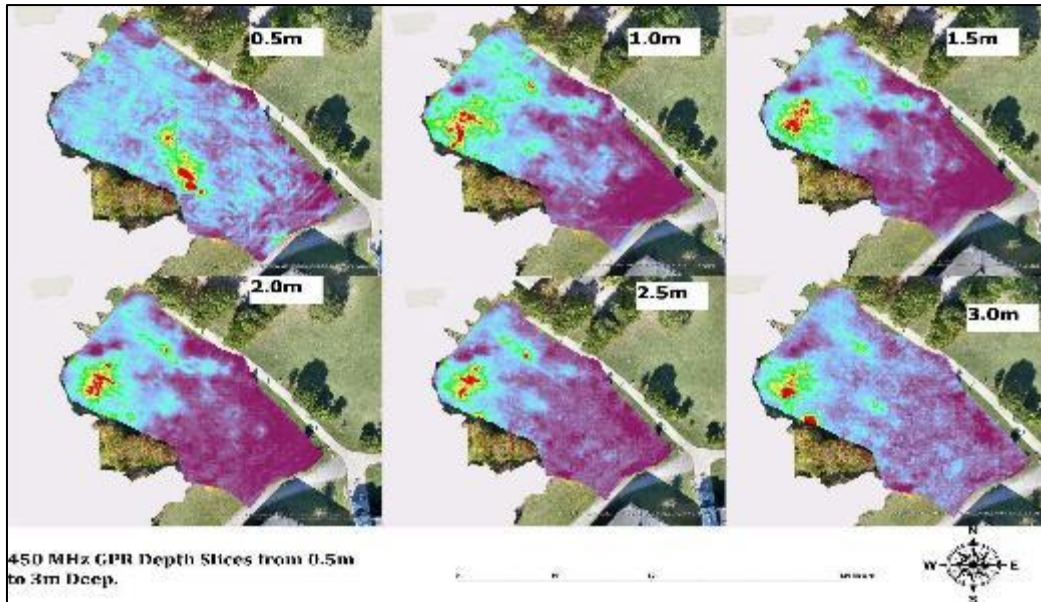 0.5m
1.0m
1.5m
2.0m
2.5m
3.0m
450 MHz GPR Depth Slices from 0.5m
to 3m Deep.
N
W E
S